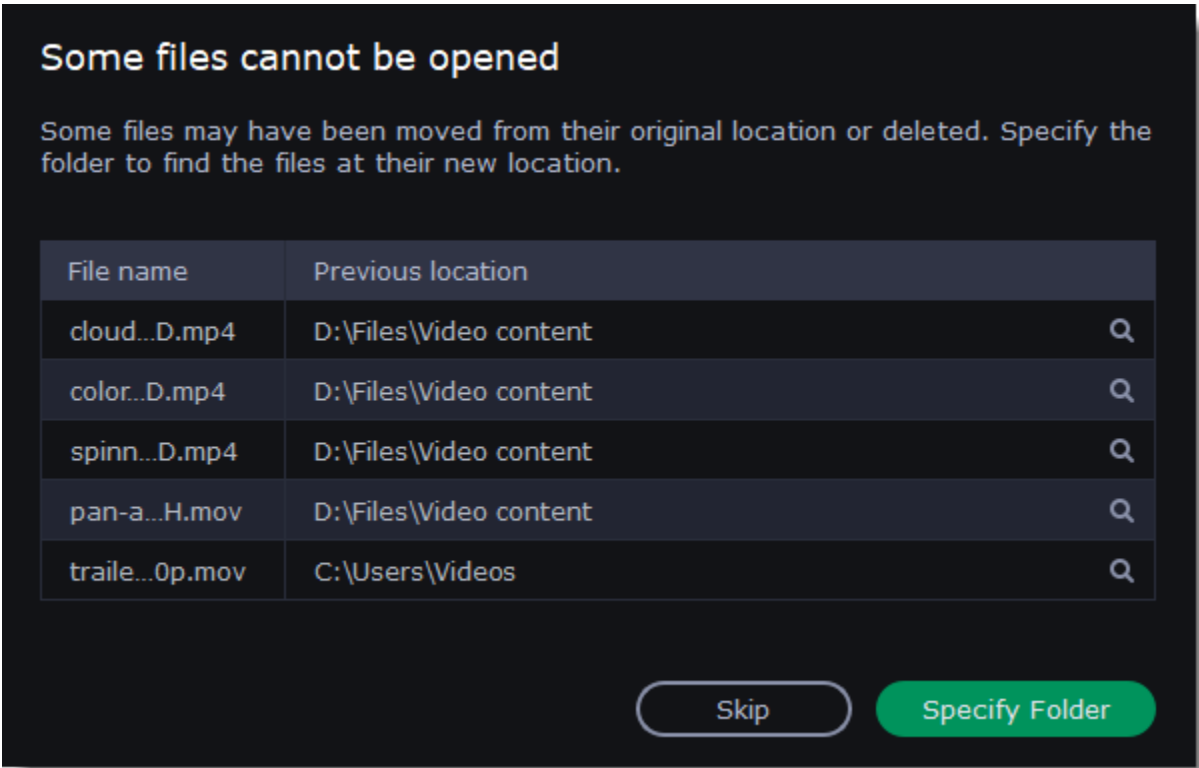 Some files cannot be opened
Some files may have been moved from their original location or deleted. Specify the
folder to find the files at their new location.
File name Previous location
cloud...D.mp4 D:\Files\Video content
color...D.mp4 D:\Files\Video content
spinn...D.mp4 D:\Files\Video content
pan-a...H.mov D:\Files\Video content
traile...0p.mov C:\Users\Videos
Skip Specify Folder